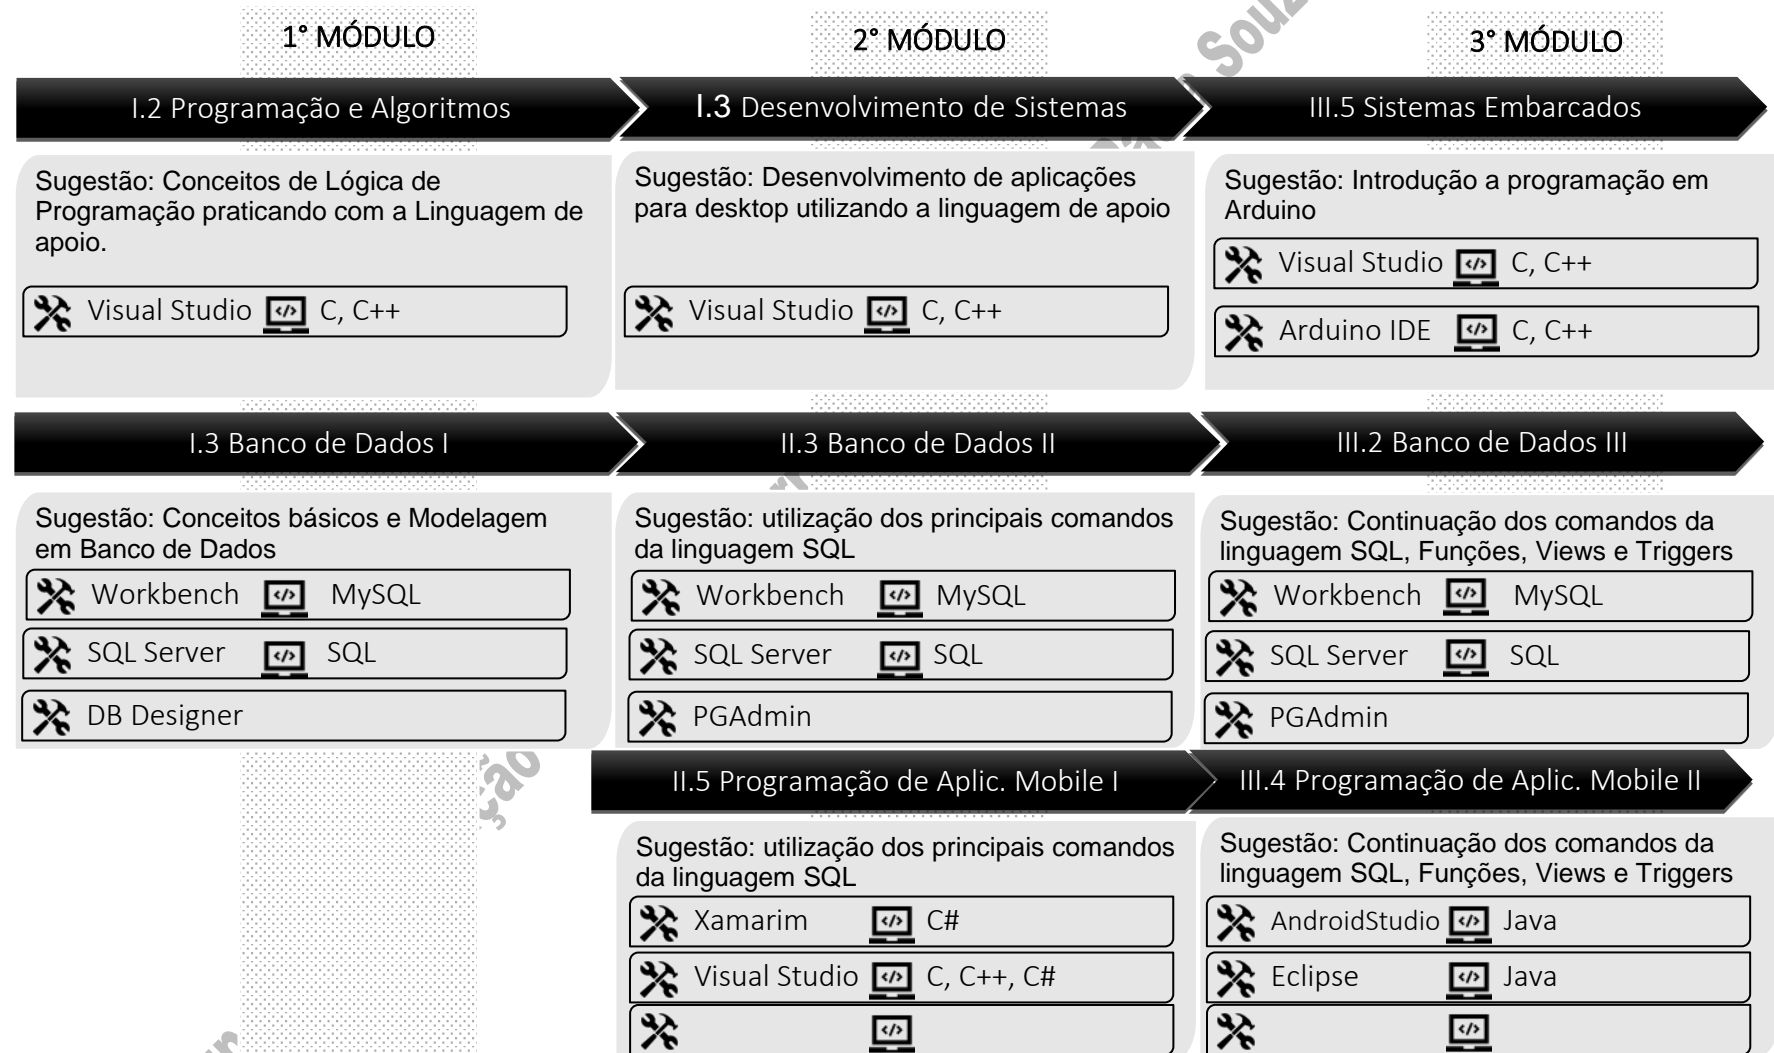 1° MÓDULO
2° MÓDULO
3° MÓDULO
I.2 Programação e Algoritmos
I.3 Desenvolvimento de Sistemas
III.5 Sistemas Embarcados
Sugestão: Conceitos de Lógica de
Programação praticando com a Linguagem de
apoio.
Visual Studio C, C++
Sugestão: Desenvolvimento de aplicações
para desktop utilizando a linguagem de apoio
Visual Studio C, C++
Sugestão: Introdução a programação em
Arduino
Visual Studio C, C++
Arduino IDE C, C++
I.3 Banco de Dados I
II.3 Banco de Dados II
III.2 Banco de Dados III
Sugestão: Conceitos básicos e Modelagem
em Banco de Dados
Workbench MySQL
SQL Server SQL
DB Designer
Sugestão: utilização dos principais comandos
da linguagem SQL
Workbench MySQL
SQL Server SQL
PGAdmin
Sugestão: Continuação dos comandos da
linguagem SQL, Funções, Views e Triggers
Workbench MySQL
SQL Server SQL
PGAdmin
II.5 Programação de Aplic. Mobile I
III.4 Programação de Aplic. Mobile II
Sugestão: utilização dos principais comandos
da linguagem SQL
Xamarim C#
Visual Studio C, C++, C#
Sugestão: Continuação dos comandos da
linguagem SQL, Funções, Views e Triggers
AndroidStudio Java
Eclipse Java